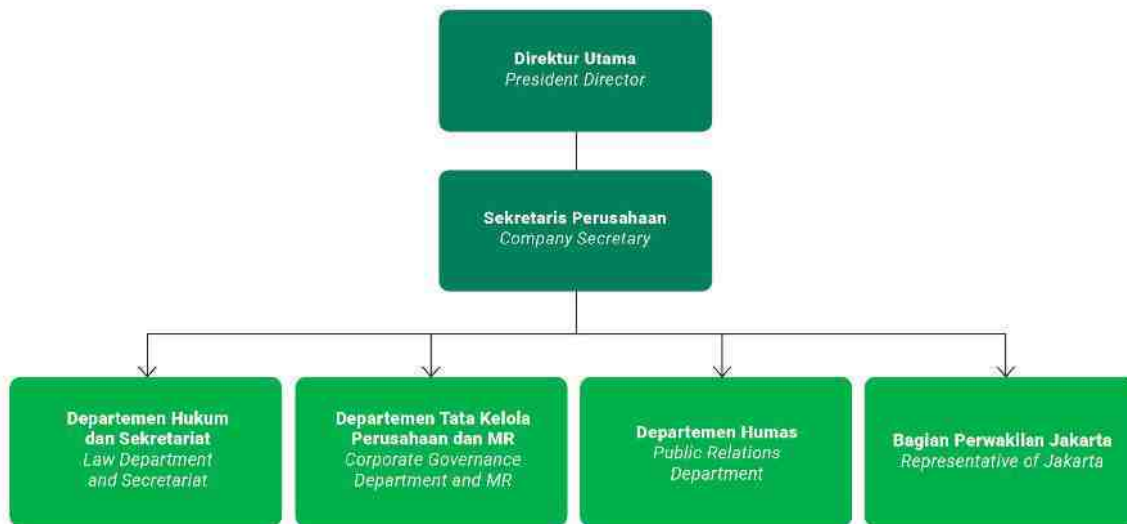 Direktur Utama
President Director
Sekretaris Perusahaan
Company Secretary
Departemen Hukum
dan Sekretariat
Law Department
and Secretariat
Departemen Tata Kelola
Perusahaan dan MR
Corporate Governance
Department and MR
Departemen Humas
Public Relations
Department
Bagian Perwakilan Jakarta
Representative of Jakarta